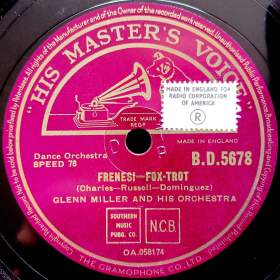 "HIS MASTER'S VOICE"
TRADE MARK
REGD
MADE IN ENGLAND FOR
RADIO CORPORATION
OF AMERICA
R
MADE IN ENGLAND
Dance Orchestra
SPEED 78
B.D.5678
FRENESI—FOX-TROT
(Charles—Russell—Dominguez)
GLENN MILLER AND HIS ORCHESTRA
SOUTHERN
MUSIC
PUBG. CO.
N.C.B.
OA.058174
THE GRAMOPHONE CO. LTD.